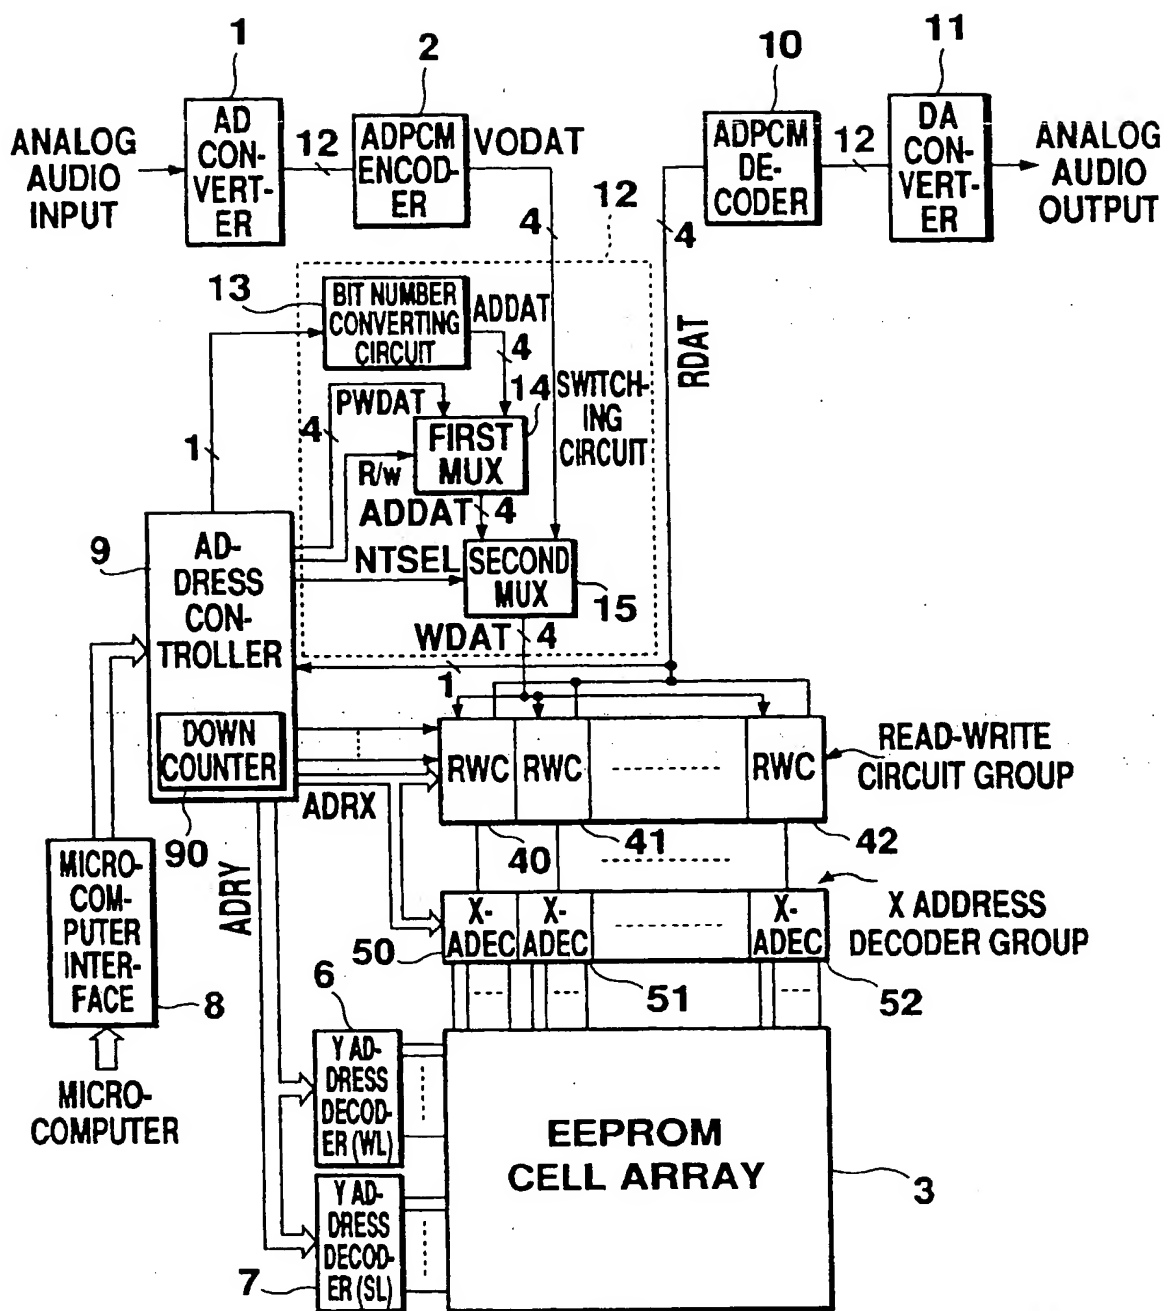 1
2
10
11
ANALOG
AUDIO
INPUT
AD
CON-
VERT-
ER
12
ADPCM
ENCOD-
ER
VODAT
ADPCM
DE-
CODER
12
DA
CON-
VERT-
ER
ANALOG
AUDIO
OUTPUT
12
4
4
13
BIT NUMBER
CONVERTING
CIRCUIT
ADDAT
4
RDAT
PWDAT
14
SWITCH-
ING
CIRCUIT
4
1
R/w
FIRST
MUX
ADDAT
4
9
AD-
DRESS
CON-
TROLLER
NTSEL
SECOND
MUX
15
WDAT
4
1
DOWN
COUNTER
90
ADRX
RWC
RWC
RWC
READ-WRITE
CIRCUIT GROUP
40
41
42
MICRO-
COM-
PUTER
INTER-
FACE
8
ADRY
X-
ADEC
X-
ADEC
X-
ADEC
X ADDRESS
DECODER GROUP
50
51
52
MICRO-
COMPUTER
6
Y AD-
DRESS
DECOD-
ER (WL)
EEPROM
CELL ARRAY
3
Y AD-
DRESS
DECOD-
ER (SL)
7